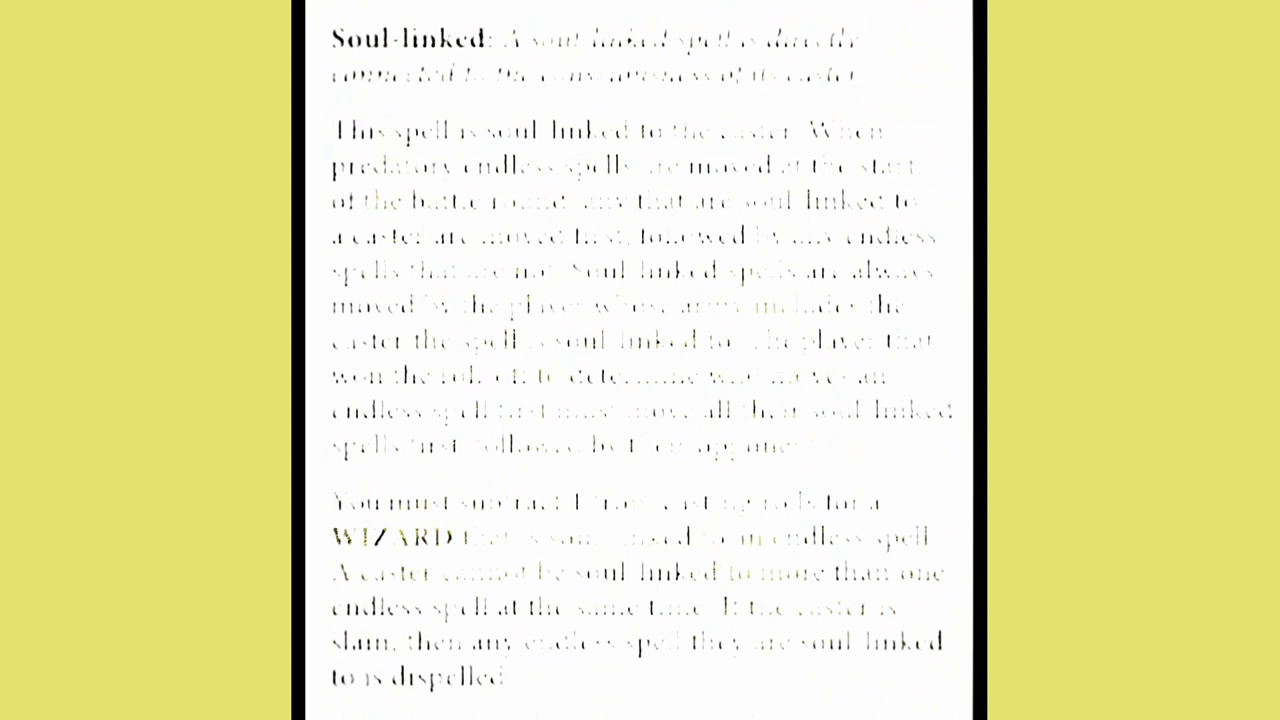 Soul-linked: A soul-linked spell is directly
connected to the consciousness of its caster.
This spell is soul-linked to the caster. When
predatory endless spells are moved at the start
of the battle round, any that are soul-linked to
a caster are moved first, followed by any endless
spells that are not. Soul-linked spells are always
moved by the player whose army includes the
caster the spell is soul-linked to. The player that
won the roll-off to determine who moves an
endless spell first must move all their soul-linked
spells first, followed by their opponent.
You must subtract 1 from casting rolls for a
WIZARD that is soul-linked to an endless spell.
A caster cannot be soul-linked to more than one
endless spell at the same time. If the caster is
slain, then any endless spell they are soul-linked
to is dispelled.